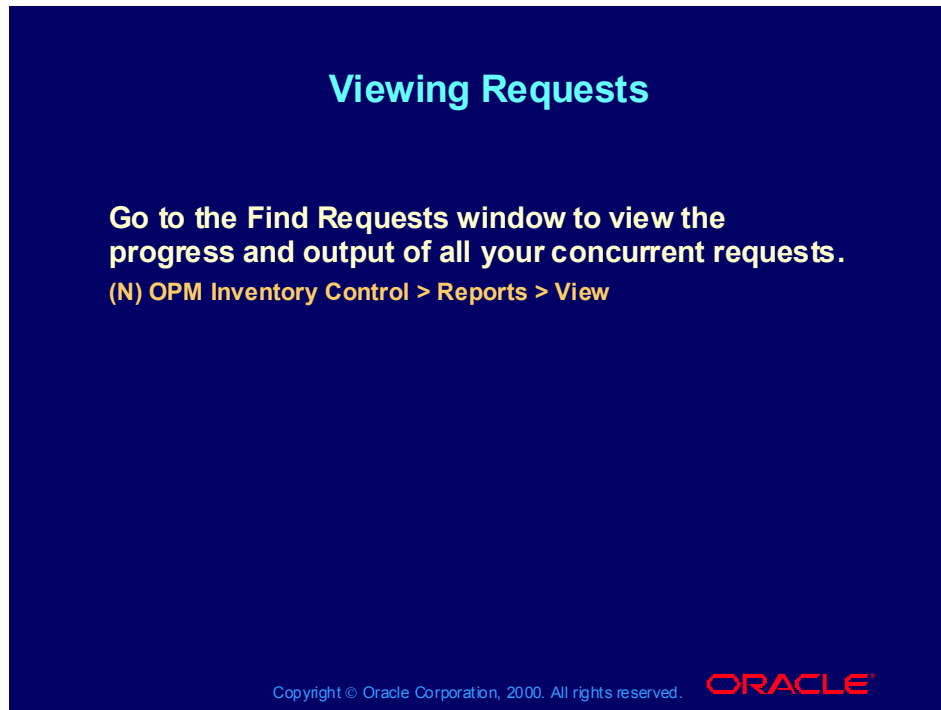 Viewing Requests
Go to the Find Requests window to view the
progress and output of all your concurrent requests.
(N) OPM Inventory Control > Reports > View
Copyright © Oracle Corporation, 2000. All rights reserved.
ORACLE®